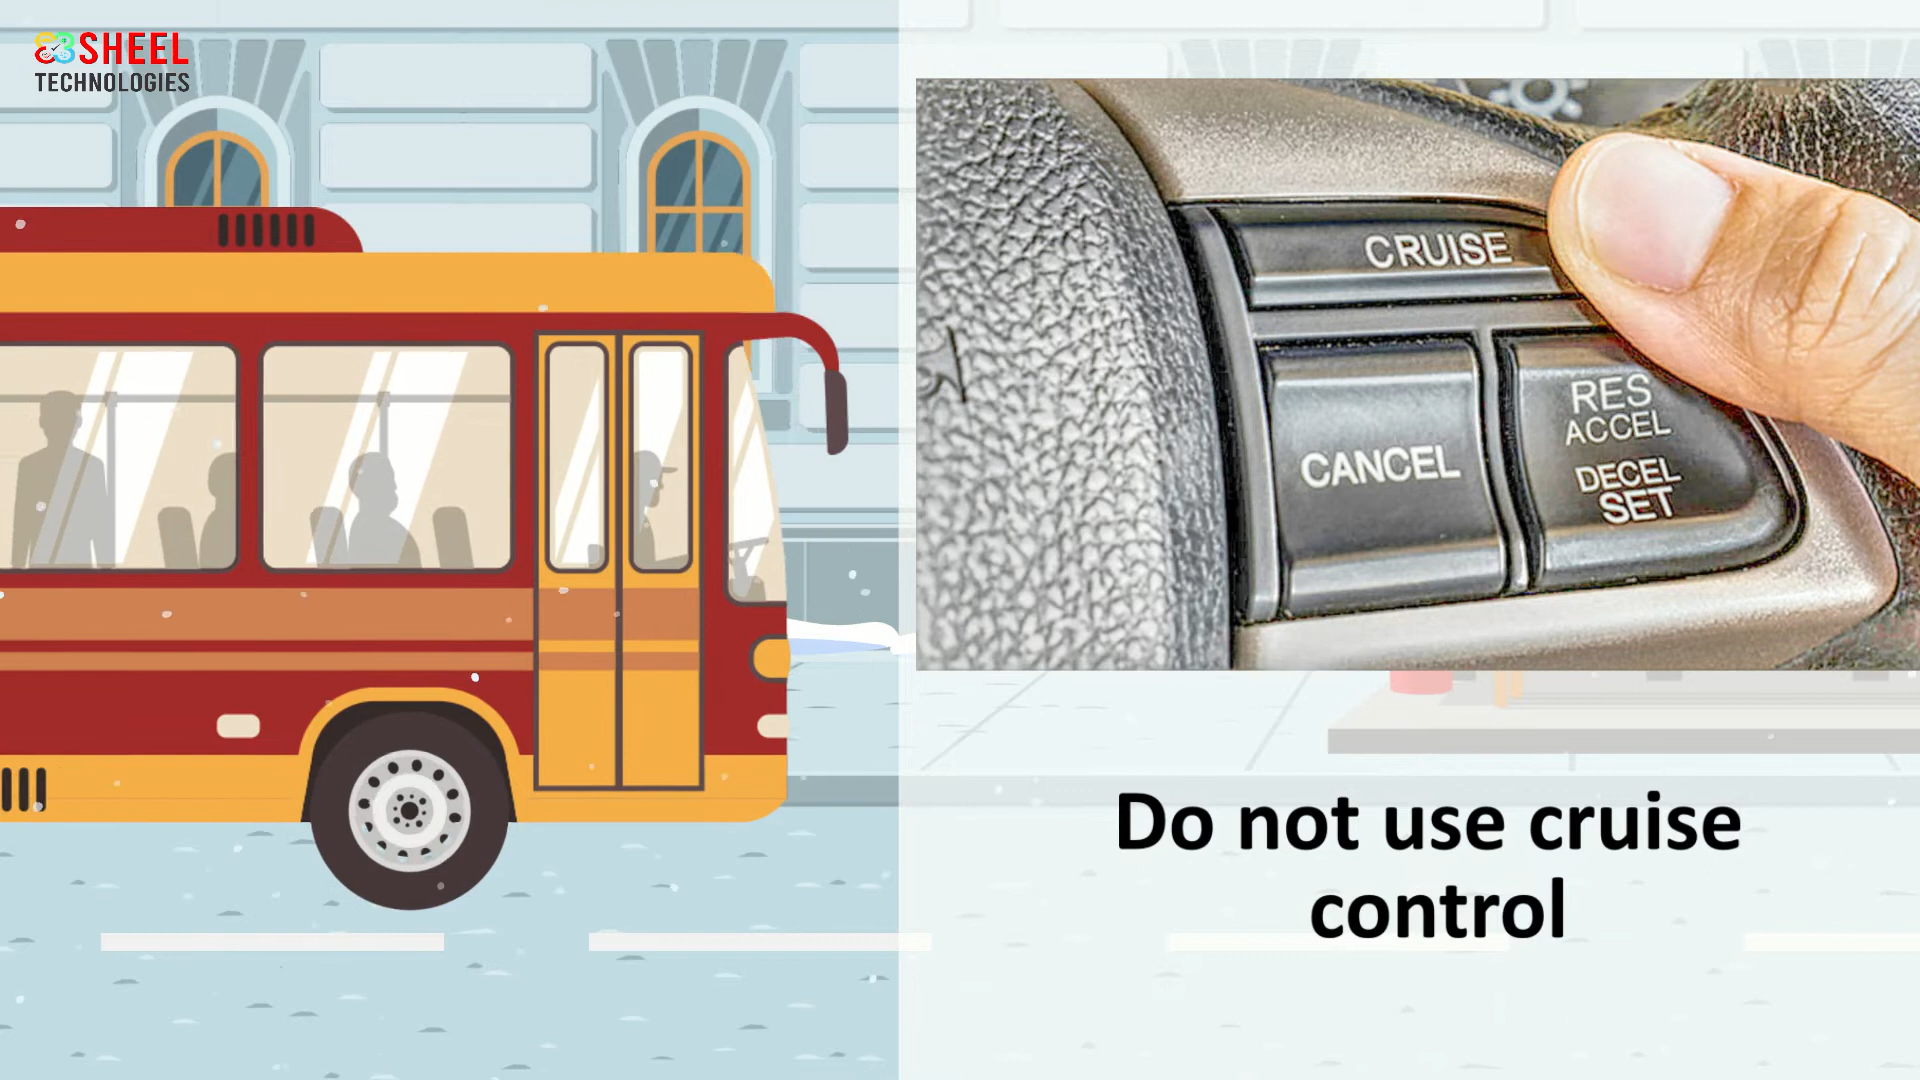 SHEEL
TECHNOLOGIES
CRUISE
CANCEL
RES
ACCEL
DECEL
SET
Do not use cruise
control